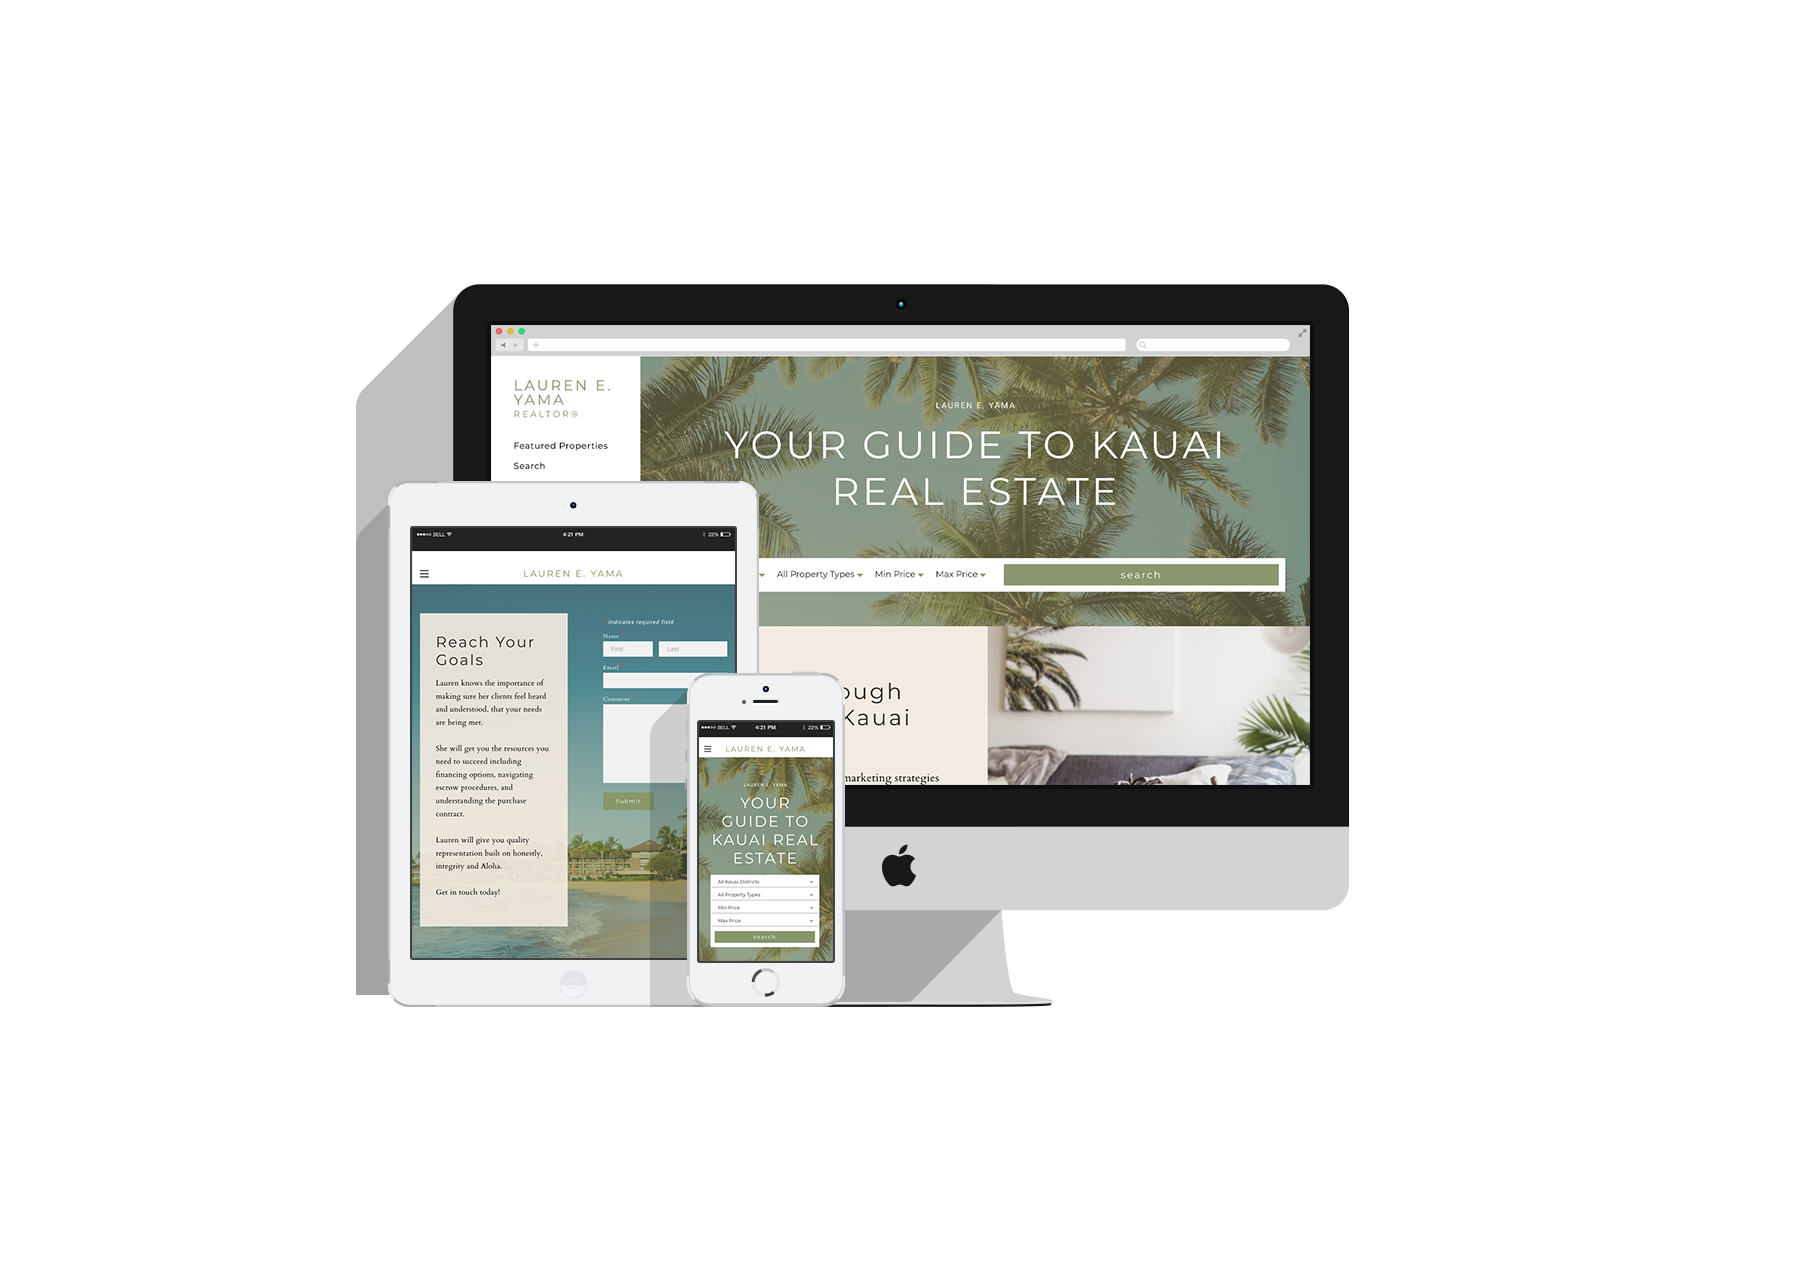 LAUREN E.
YAMA
REALTOR®
Featured Properties
Search
LAUREN E. YAMA
YOUR GUIDE TO KAUAI
REAL ESTATE
All Property Types
Min Price
Max Price
search
Kauai
marketing strategies
BELL
4:21 PM
22%
LAUREN E. YAMA
Reach Your
Goals
Lauren knows the importance of
making sure her clients feel heard
and understood, that your needs
are being met.
She will get you the resources you
need to succeed including
financing options, navigating
escrow procedures, and
understanding the purchase
contract.
Lauren will give you quality
representation built on honestly,
integrity and Aloha.
Get in touch today!
* Indicates required field
Name *
First
Last
Email *
Comment *
Submit
BELL
4:21 PM
22%
LAUREN E. YAMA
LAUREN E. YAMA
YOUR
GUIDE TO
KAUAI REAL
ESTATE
All Kauai Districts
All Property Types
Min Price
Max Price
search